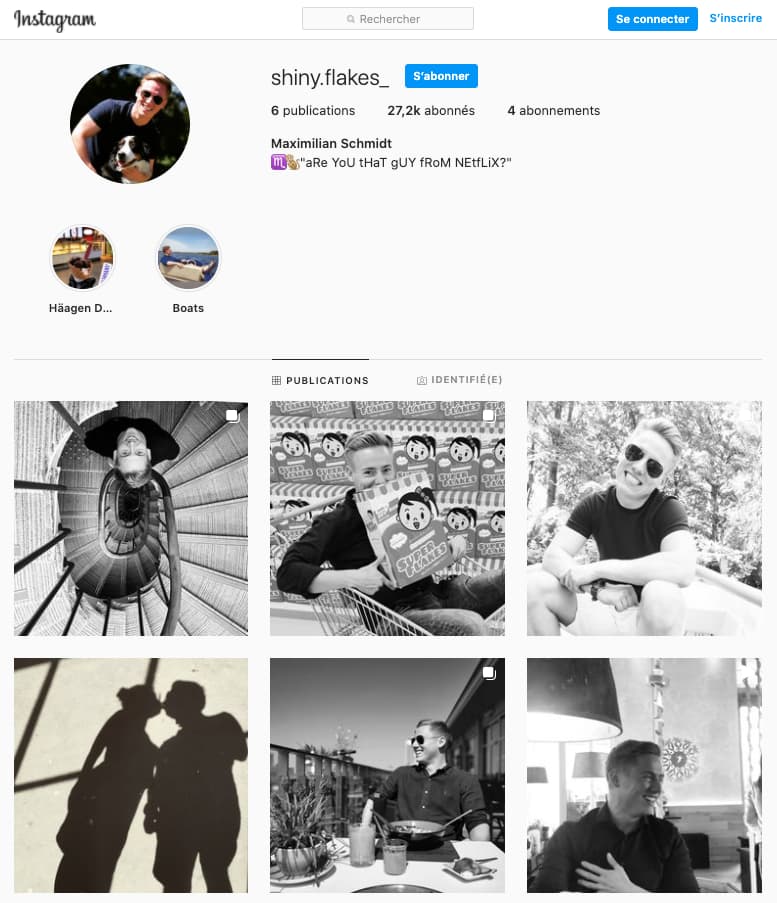 Instagram
Rechercher
Se connecter
S'inscrire
shiny.flakes_
S'abonner
6 publications 27,2k abonnés 4 abonnements
Maximilian Schmidt
♏👏🏽"aRe YoU tHaT gUY fRoM NEtfLiX?"
Häagen D...
Boats
PUBLICATIONS
IDENTIFIÉ(E)
SUPER
FLAKES